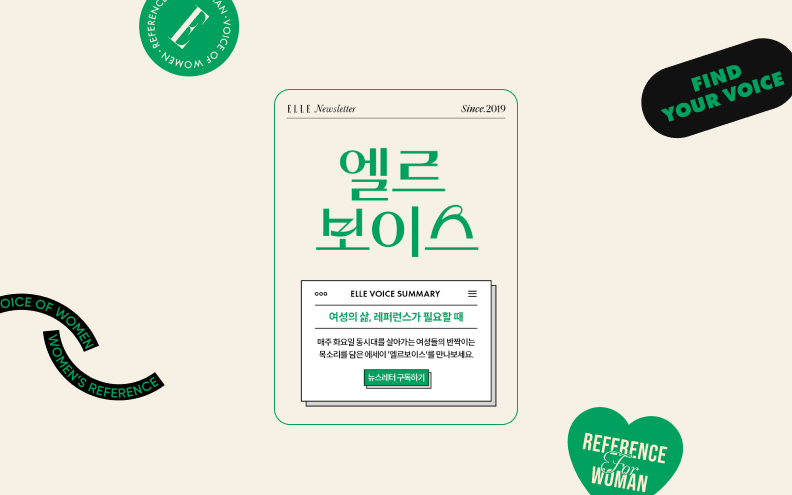 REFERENCE
VOICE OF WOMEN
E
FIND
YOUR VOICE
ELLE Newsletter
Since.2019
엘르
보이스
ELLE VOICE SUMMARY
여성의 삶, 레퍼런스가 필요할 때
매주 화요일 동시대를 살아가는 여성들의 반짝이는
목소리를 담은 에세이 '엘르보이스'를 만나보세요.
뉴스레터 구독하기
OICE OF WOMEN
WOMEN'S REFERENCE
REFERENCE
For
WOMAN